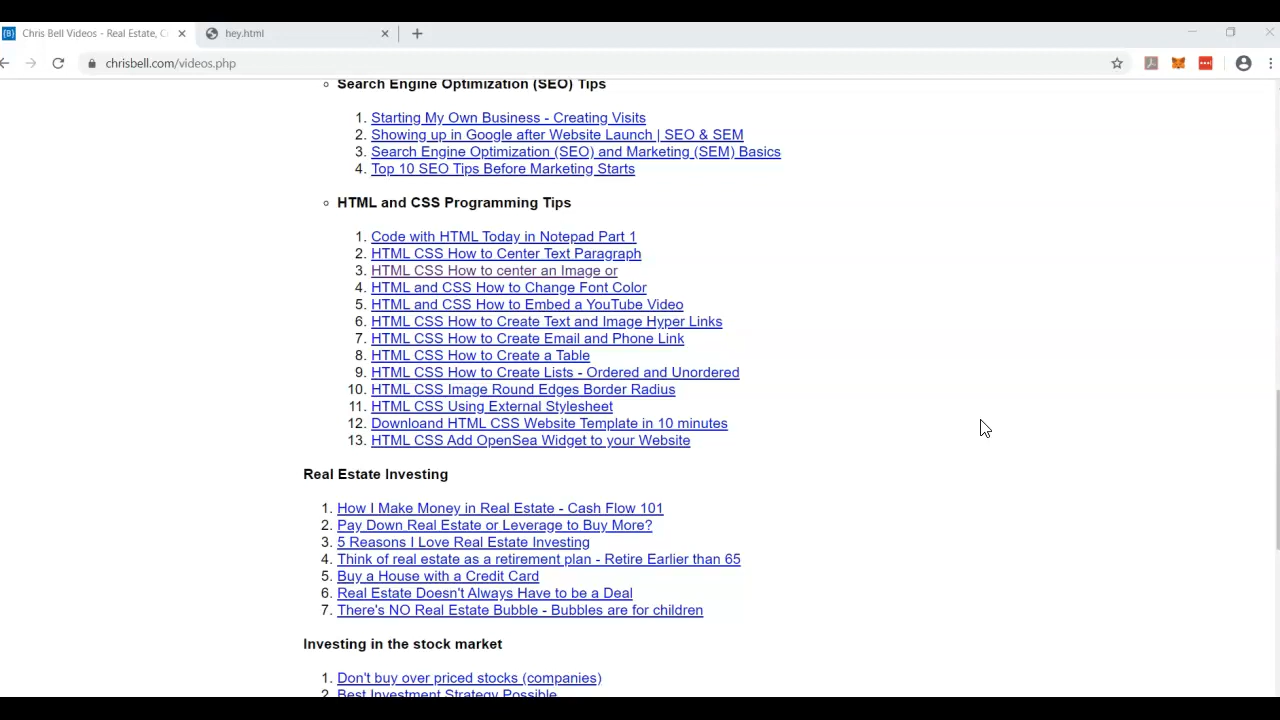 Chris Bell Videos - Real Estate, C
hey.html
chrisbell.com/videos.php
Search Engine Optimization (SEO) Tips
1. Starting My Own Business - Creating Visits
2. Showing up in Google after Website Launch | SEO & SEM
3. Search Engine Optimization (SEO) and Marketing (SEM) Basics
4. Top 10 SEO Tips Before Marketing Starts
HTML and CSS Programming Tips
1. Code with HTML Today in Notepad Part 1
2. HTML CSS How to Center Text Paragraph
3. HTML CSS How to center an Image or
4. HTML and CSS How to Change Font Color
5. HTML and CSS How to Embed a YouTube Video
6. HTML CSS How to Create Text and Image Hyper Links
7. HTML CSS How to Create Email and Phone Link
8. HTML CSS How to Create a Table
9. HTML CSS How to Create Lists - Ordered and Unordered
10. HTML CSS Image Round Edges Border Radius
11. HTML CSS Using External Stylesheet
12. Downloand HTML CSS Website Template in 10 minutes
13. HTML CSS Add OpenSea Widget to your Website
Real Estate Investing
1. How I Make Money in Real Estate - Cash Flow 101
2. Pay Down Real Estate or Leverage to Buy More?
3. 5 Reasons I Love Real Estate Investing
4. Think of real estate as a retirement plan - Retire Earlier than 65
5. Buy a House with a Credit Card
6. Real Estate Doesn't Always Have to be a Deal
7. There's NO Real Estate Bubble - Bubbles are for children
Investing in the stock market
1. Don't buy over priced stocks (companies)
2. Best Investment Strategy Possible